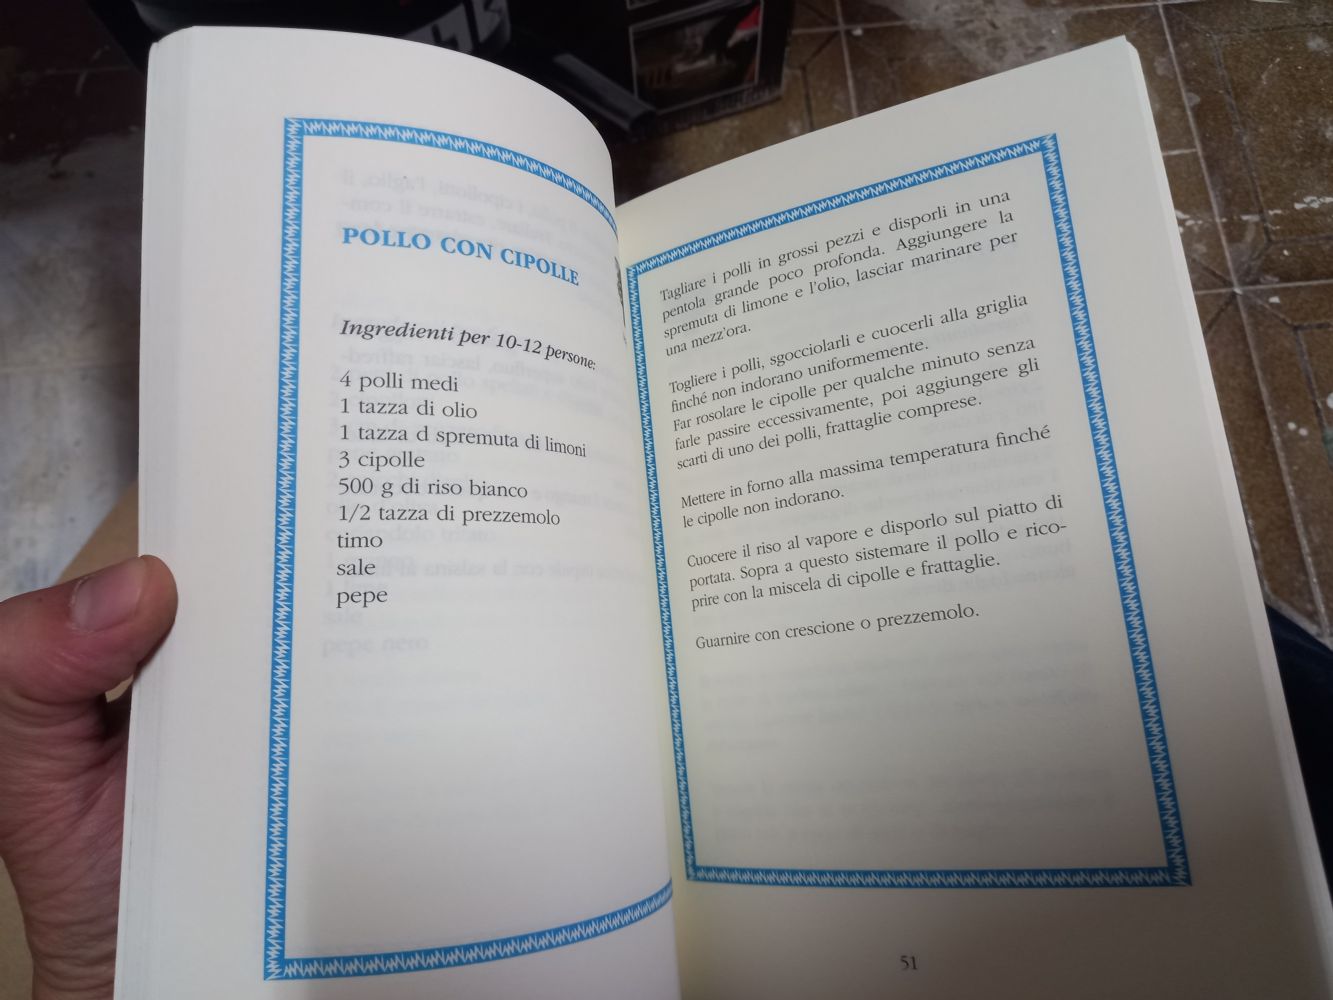 POLLO CON CIPOLLE
Ingredienti per 10-12 persone:
4 polli medi
1 tazza di olio
1 tazza d spremuta di limoni
3 cipolle
500 g di riso bianco
1/2 tazza di prezzemolo
timo
sale
pepe
Tagliare i polli in grossi pezzi e disporli in una
pentola grande poco profonda. Aggiungere la
spremuta di limone e l'olio, lasciar marinare per
una mezz'ora.
Togliere i polli, sgocciolarli e cuocerli alla griglia
finché non indorano uniformemente.
Far rosolare le cipolle per qualche minuto senza
farle passire eccessivamente, poi aggiungere gli
scarti di uno dei polli, frattaglie comprese.
Mettere in forno alla massima temperatura finché
le cipolle non indorano.
Cuocere il riso al vapore e disporlo sul piatto di
portata. Sopra a questo sistemare il pollo e rico-
prire con la miscela di cipolle e frattaglie.
Guarnire con crescione o prezzemolo.
51